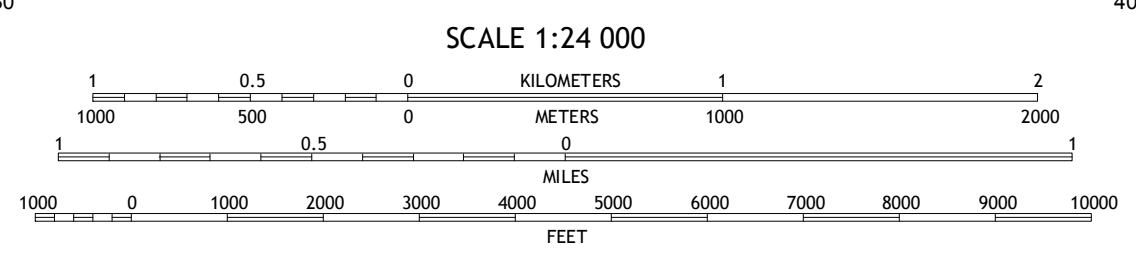 40
SCALE 1:24 000
1 0.5 0 KILOMETERS 1 2
1000 500 0 METERS 1000 2000
1 0.5 0 1
MILES
1000 0 1000 2000 3000 4000 5000 6000 7000 8000 9000 10000
FEET